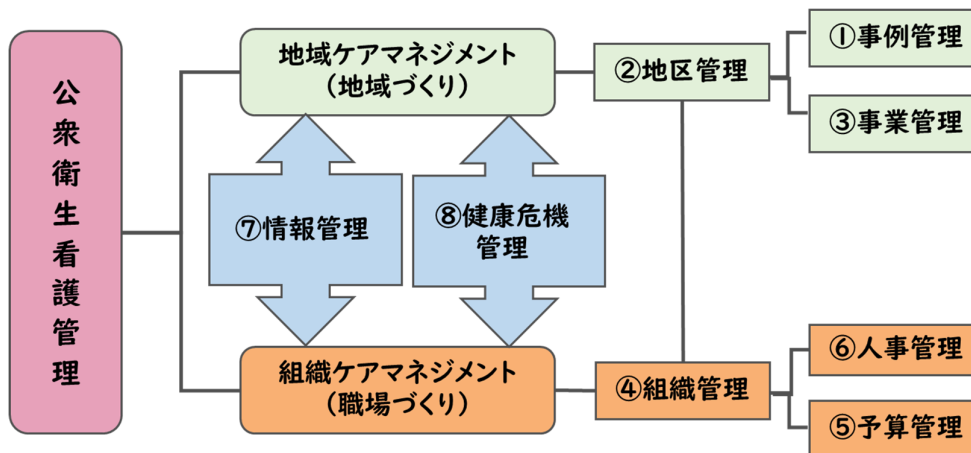 公衆衛生看護管理
地域ケアマネジメント
（地域づくり）
②地区管理
①事例管理
③事業管理
⑦情報管理
⑧健康危機
管理
組織ケアマネジメント
（職場づくり）
④組織管理
⑥人事管理
⑤予算管理